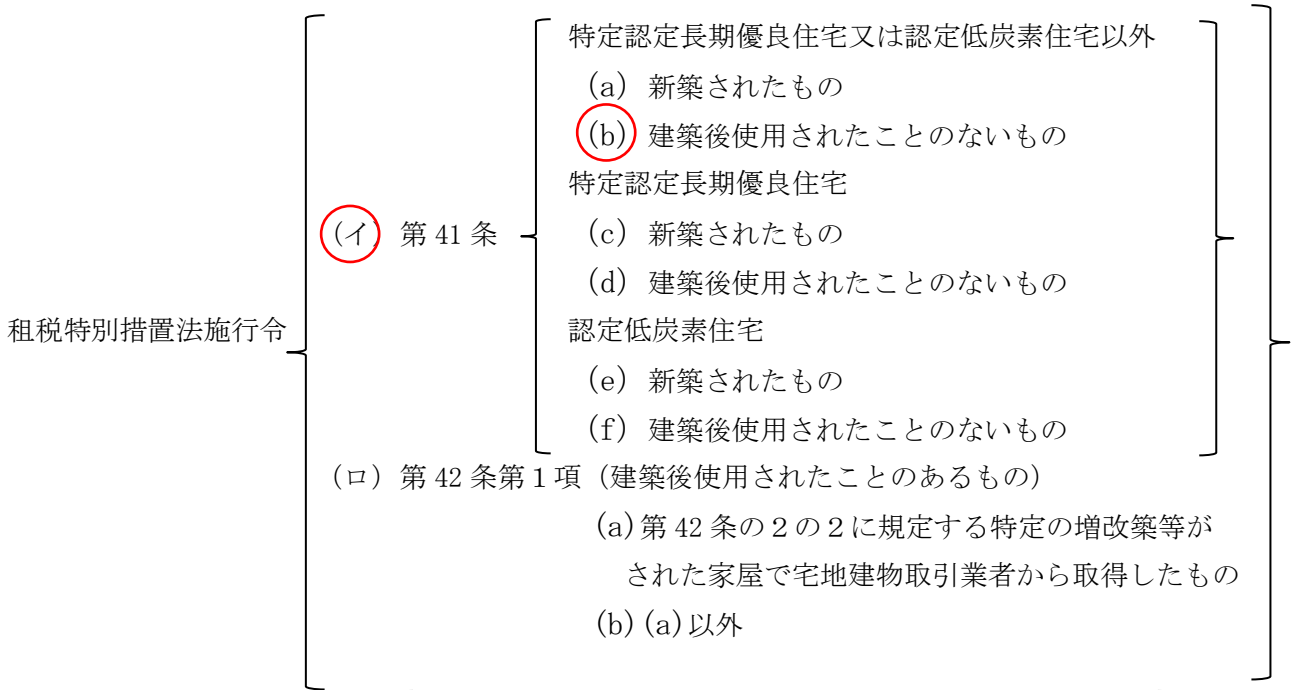 特定認定長期優良住宅又は認定低炭素住宅以外
(a) 新築されたもの
(b) 建築後使用されたことのないもの
特定認定長期優良住宅
(イ) 第 41 条
(c) 新築されたもの
(d) 建築後使用されたことのないもの
租税特別措置法施行令
認定低炭素住宅
(e) 新築されたもの
(f) 建築後使用されたことのないもの
(ロ) 第 42 条第1項 (建築後使用されたことのあるもの)
(a) 第 42 条の2の2に規定する特定の増改築等が
された家屋で宅地建物取引業者から取得したもの
(b) (a)以外